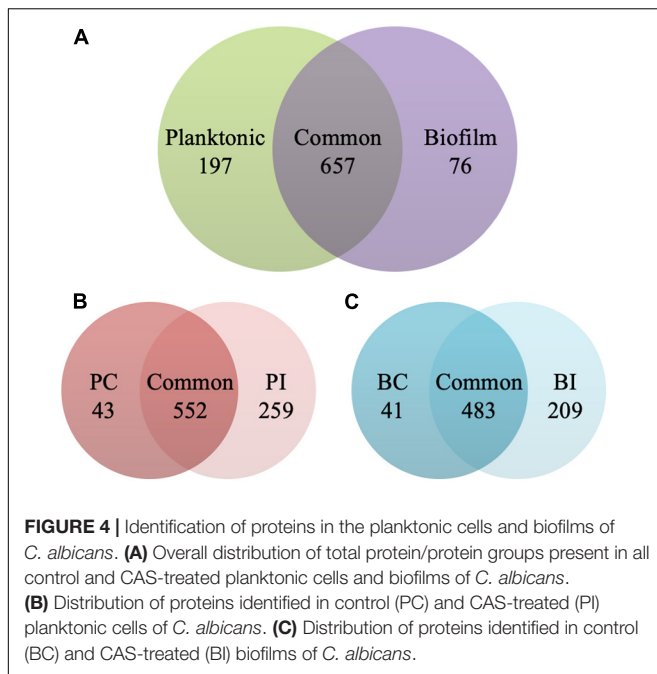 A
Planktonic Common Biofilm
197 657 76
B C
PC Common PI BC Common BI
43 552 259 41 483 209
FIGURE 4 | Identification of proteins in the planktonic cells and biofilms of
C. albicans. (A) Overall distribution of total protein/protein groups present in all
control and CAS-treated planktonic cells and biofilms of C. albicans.
(B) Distribution of proteins identified in control (PC) and CAS-treated (PI)
planktonic cells of C. albicans. (C) Distribution of proteins identified in control
(BC) and CAS-treated (BI) biofilms of C. albicans.